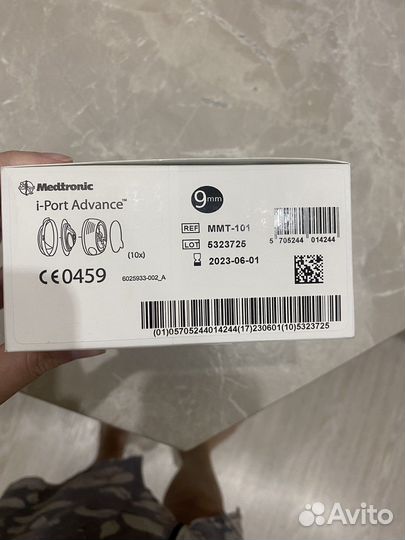 Medtronic
i-Port Advance™
(10x)
CE0459
6025933-002_A
9mm
REF MMT-101
LOT 5323725
2023-06-01
5 705244 014244
(01)05705244014244(17)230601(10)5323725
Avito